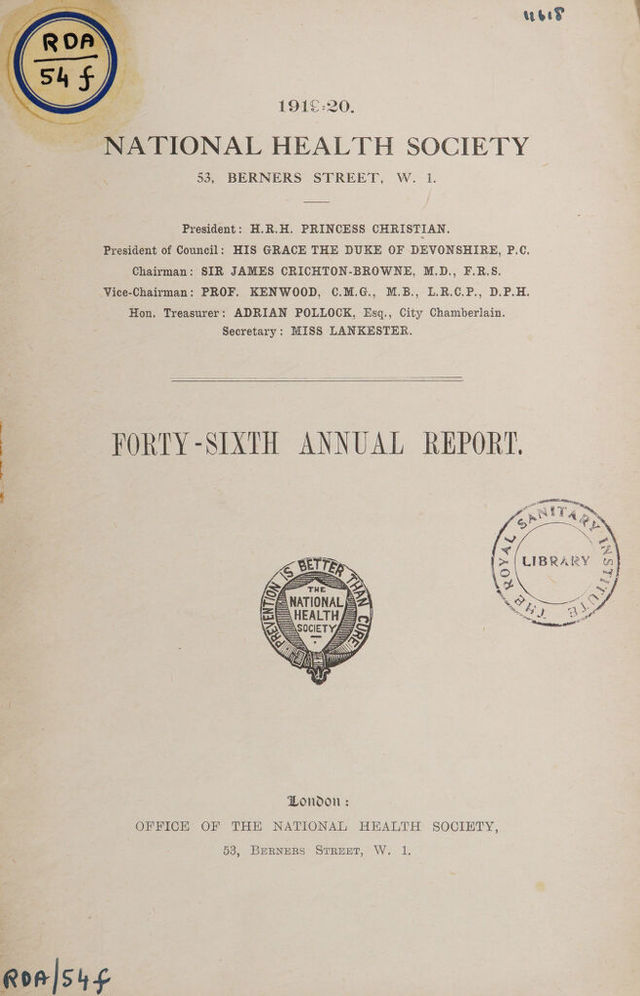 11618
RDA
54 f
1919-20.
NATIONAL HEALTH SOCIETY
53, BERNERS STREET, W. 1.
President: H.R.H. PRINCESS CHRISTIAN.
President of Council: HIS GRACE THE DUKE OF DEVONSHIRE, P.C.
Chairman: SIR JAMES CRICHTON-BROWNE, M.D., F.R.S.
Vice-Chairman: PROF. KENWOOD, C.M.G., M.B., L.R.C.P., D.P.H.
Hon. Treasurer: ADRIAN POLLOCK, Esq., City Chamberlain.
Secretary: MISS LANKESTER.
FORTY-SIXTH ANNUAL REPORT.
THE ROYAL SANITARY INSTITUTE
LIBRARY
PREVENTION IS BETTER THAN CURE
THE
NATIONAL
HEALTH
SOCIETY
London:
OFFICE OF THE NATIONAL HEALTH SOCIETY,
53, BERNERS STREET, W. 1.
RDA/54 f